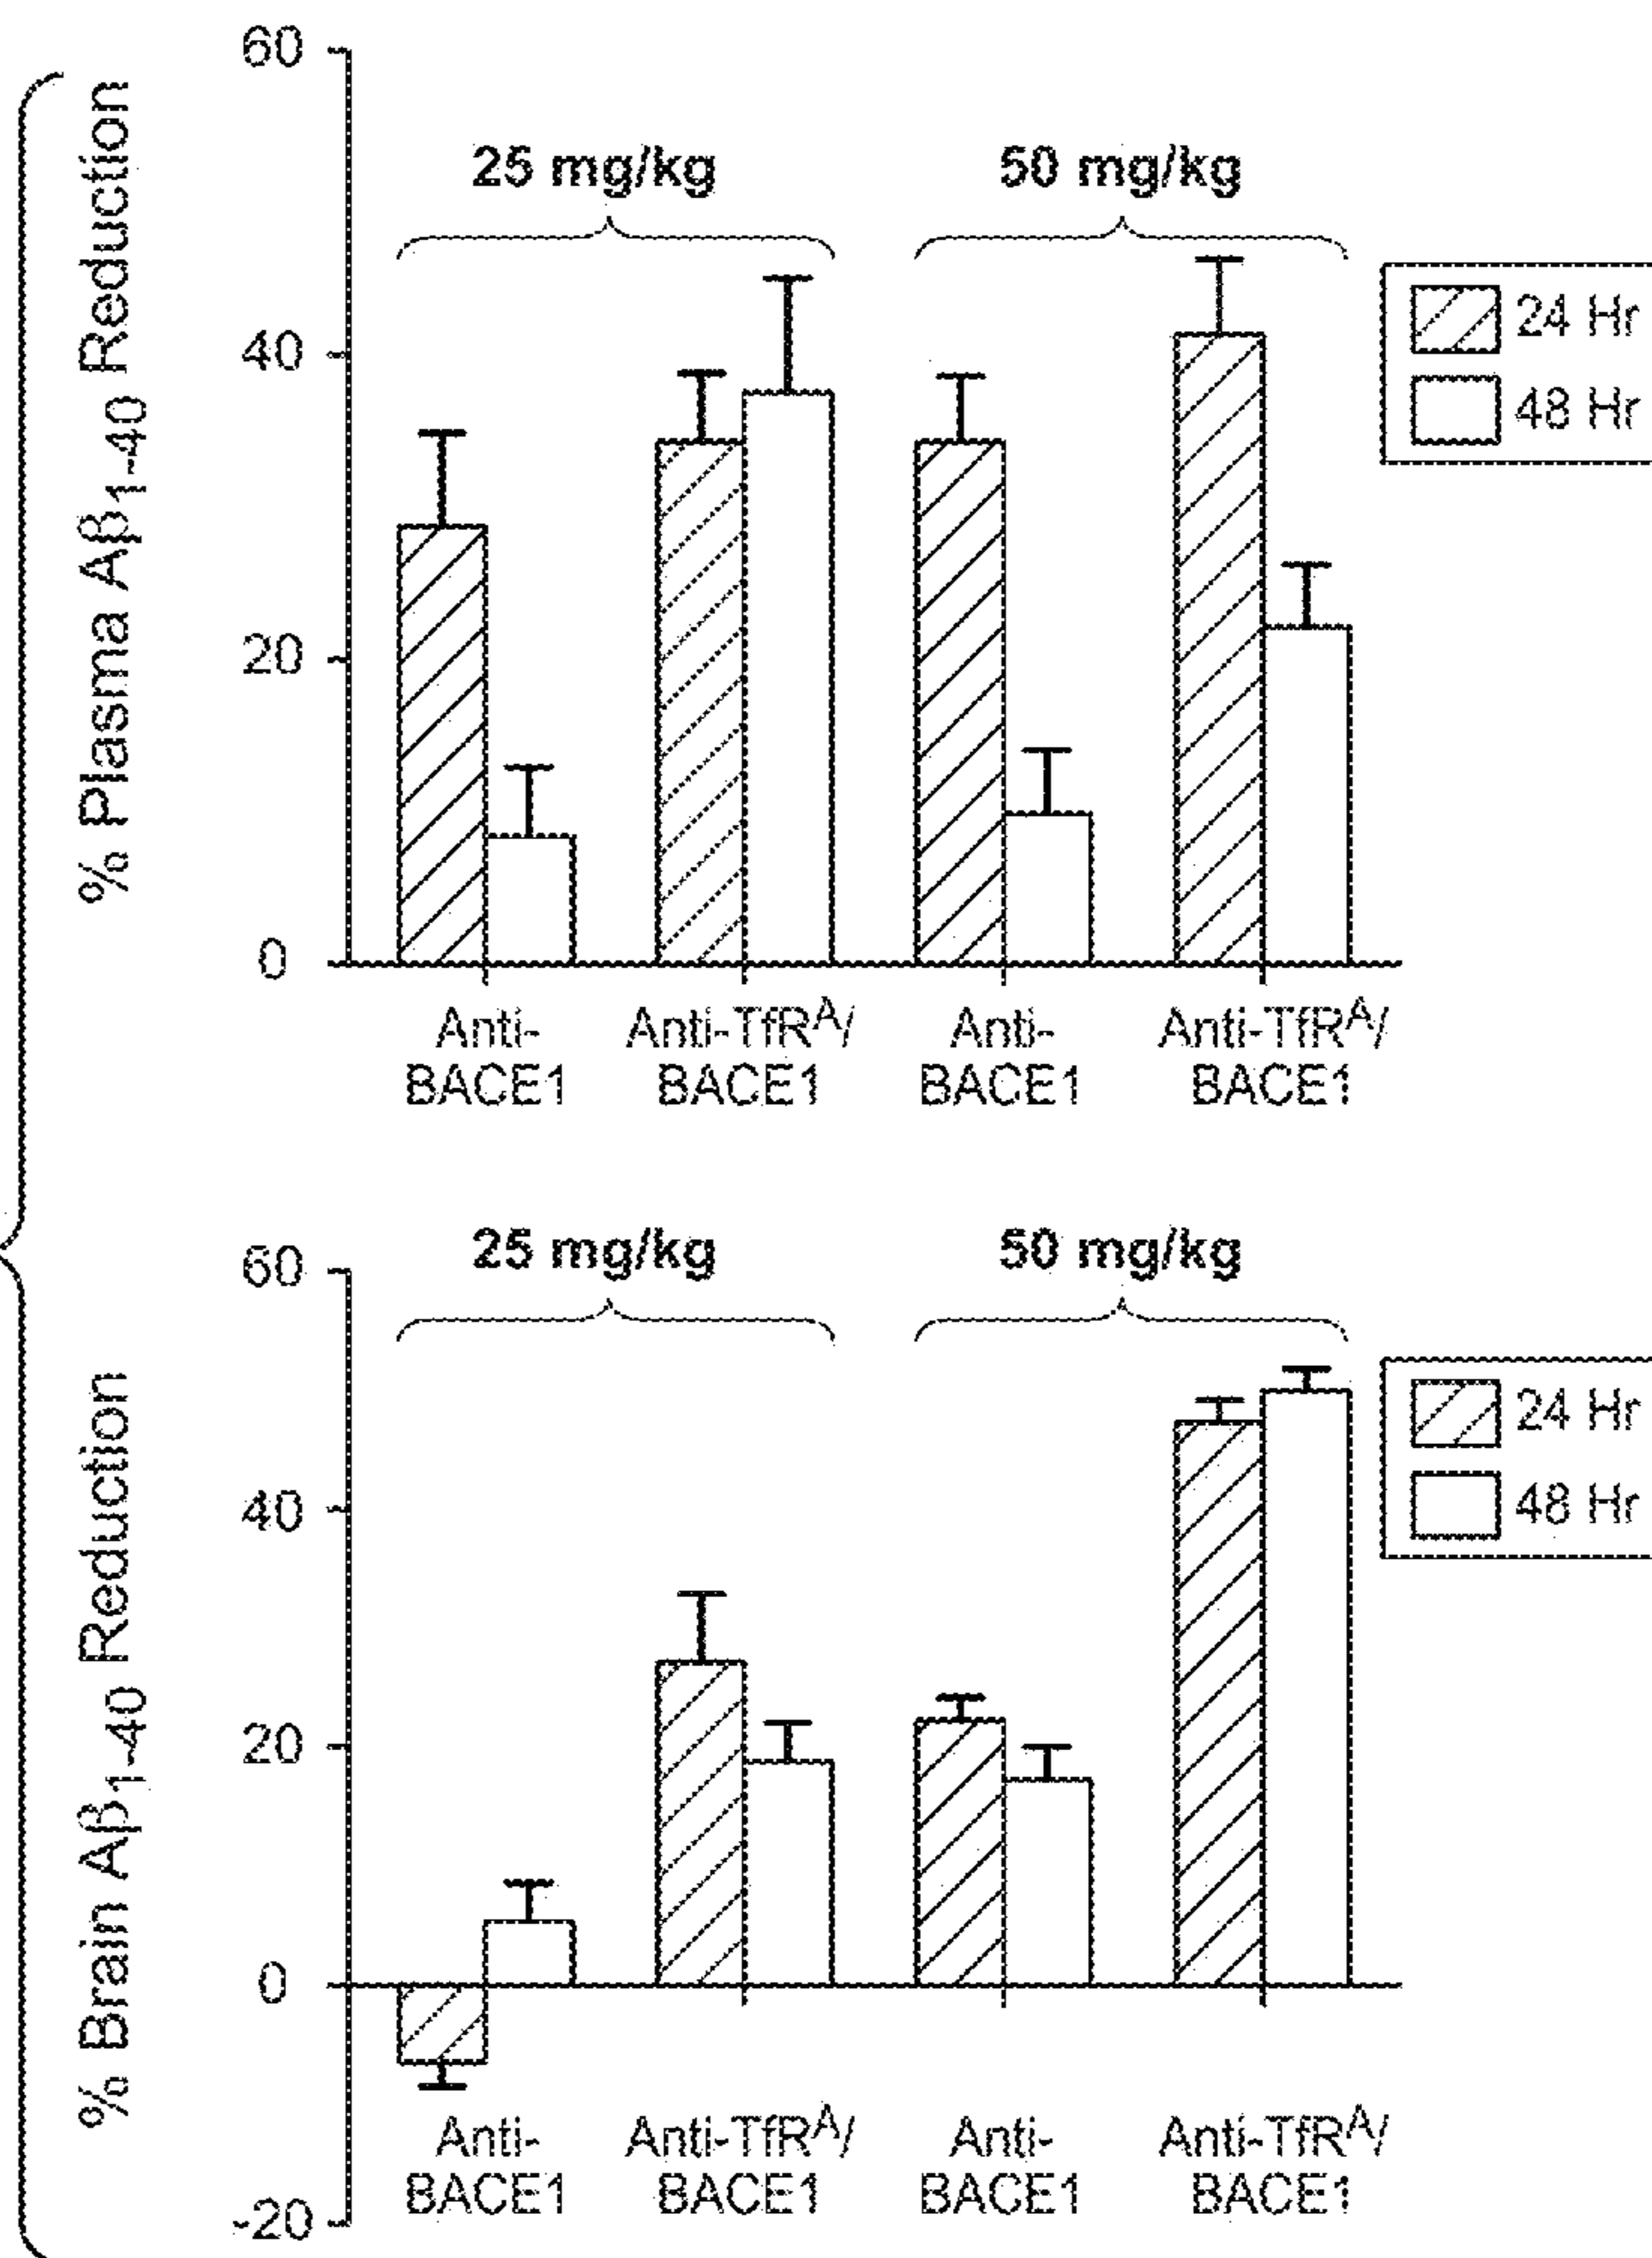 % Plasma Aβ1-40 Reduction
60
40
20
0
25 mg/kg
50 mg/kg
24 Hr
48 Hr
Anti-
BACE1
Anti-TfRA/
BACE1
Anti-
BACE1
Anti-TfRA/
BACE1
% Brain Aβ1-40 Reduction
60
40
20
0
-20
25 mg/kg
50 mg/kg
24 Hr
48 Hr
Anti-
BACE1
Anti-TfRA/
BACE1
Anti-
BACE1
Anti-TfRA/
BACE1